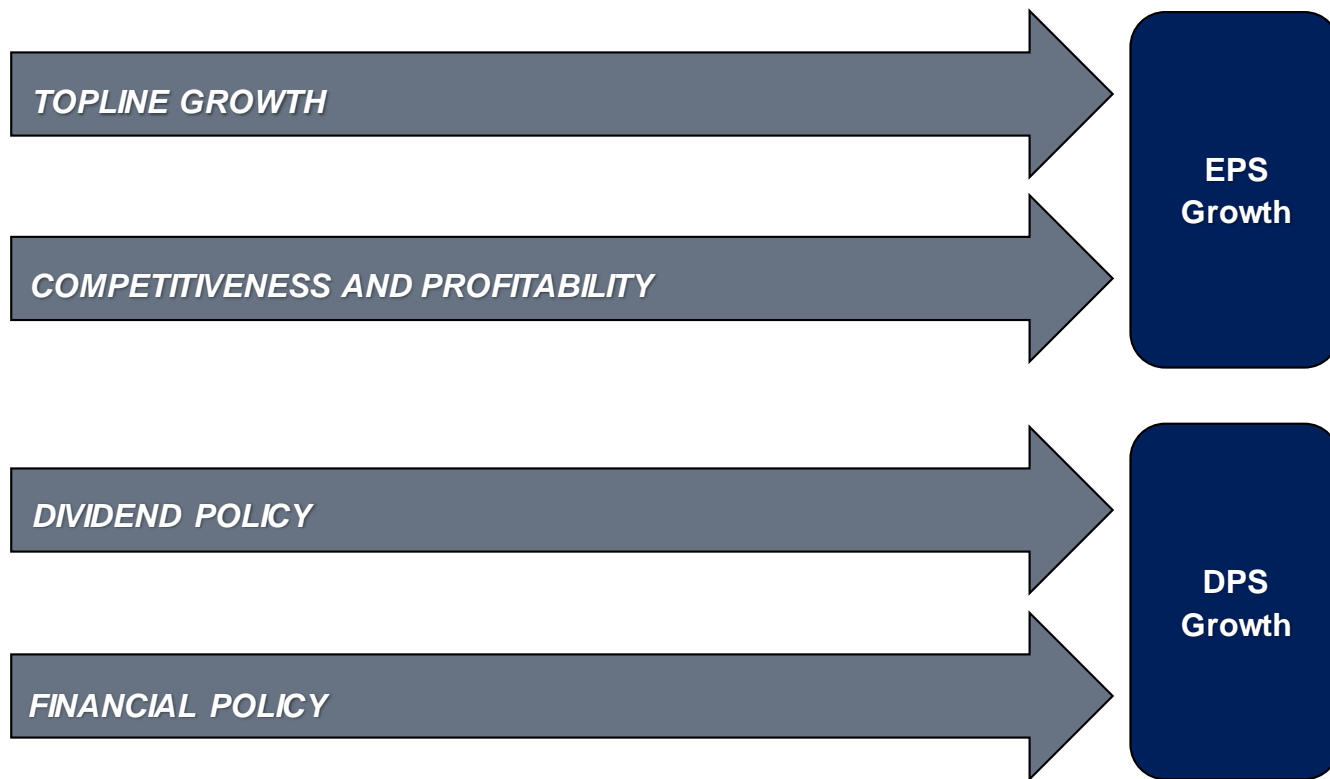 TOPLINE GROWTH
EPS
Growth
COMPETITIVENESS AND PROFITABILITY
DIVIDEND POLICY
DPS
Growth
FINANCIAL POLICY